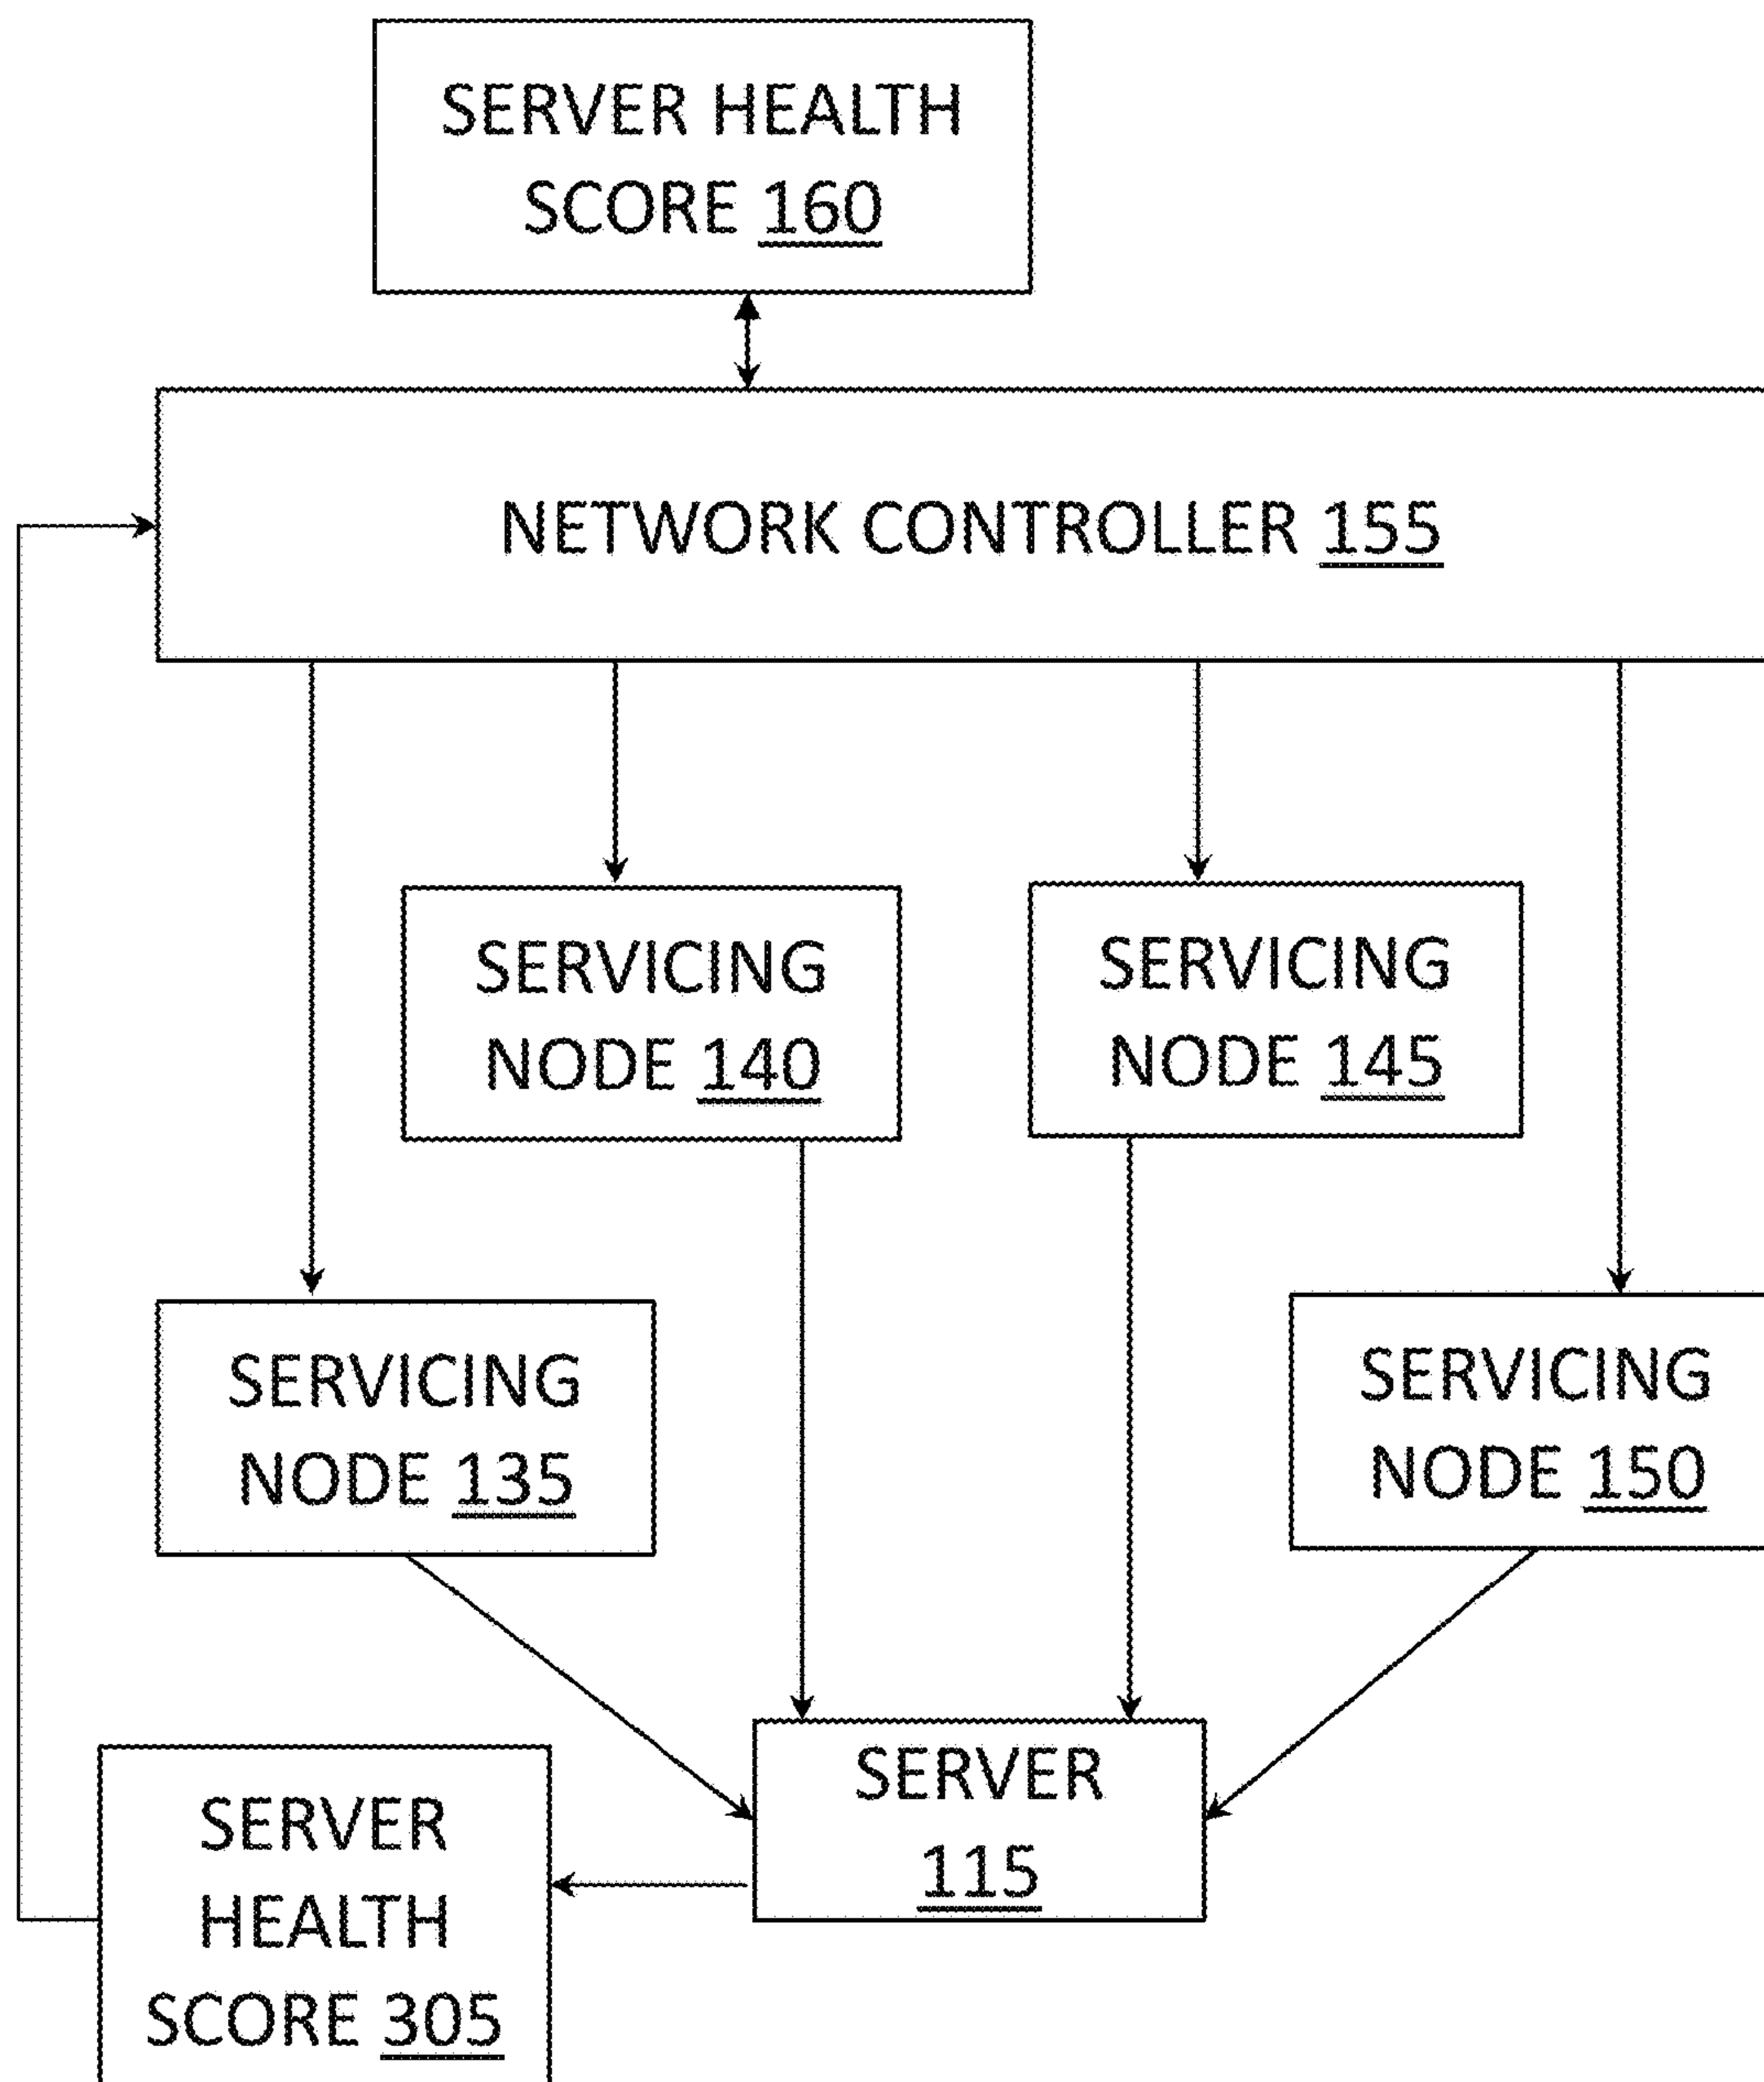 SERVER HEALTH
SCORE 160
NETWORK CONTROLLER 155
SERVICING
NODE 140
SERVICING
NODE 145
SERVICING
NODE 135
SERVICING
NODE 150
SERVER
115
SERVER
HEALTH
SCORE 305